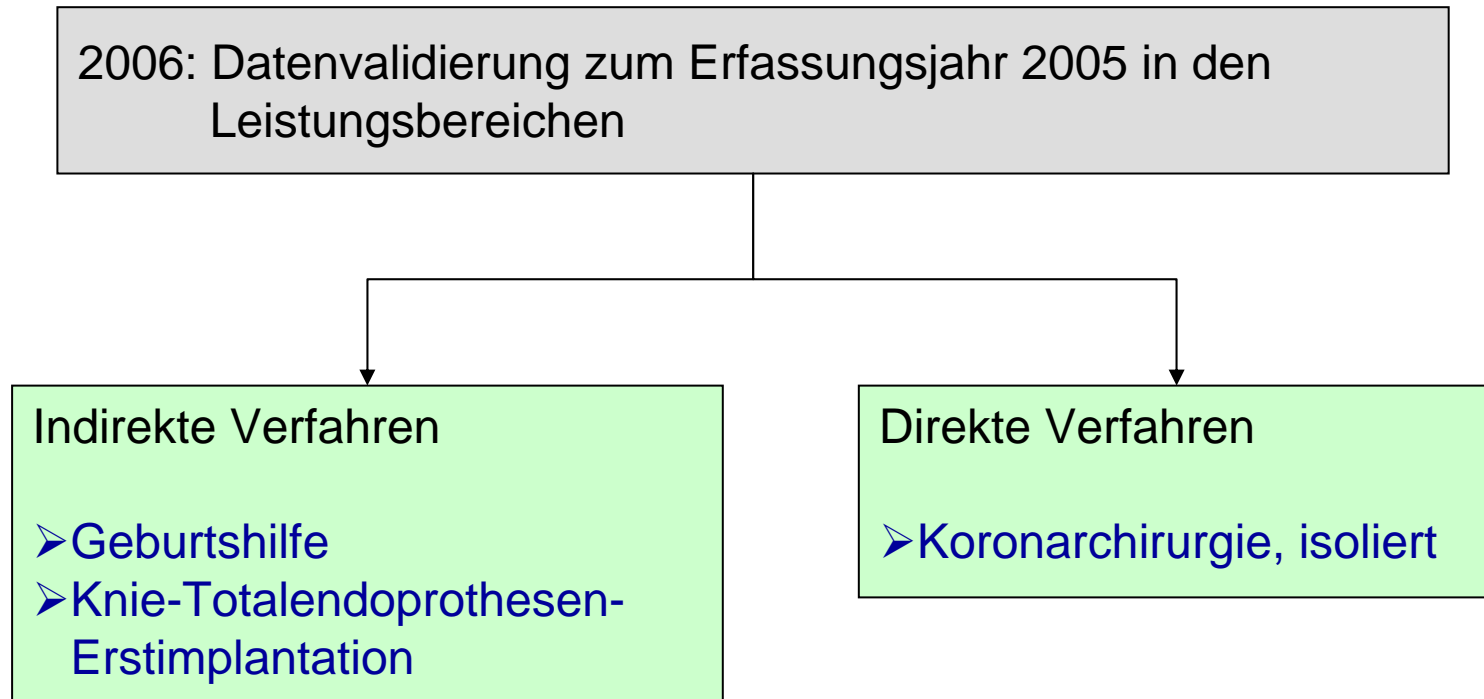 2006: Datenvalidierung zum Erfassungsjahr 2005 in den
Leistungsbereichen
Indirekte Verfahren
➢Geburtshilfe
➢Knie-Totalendoprothesen-
Erstimplantation
Direkte Verfahren
➢Koronarchirurgie, isoliert